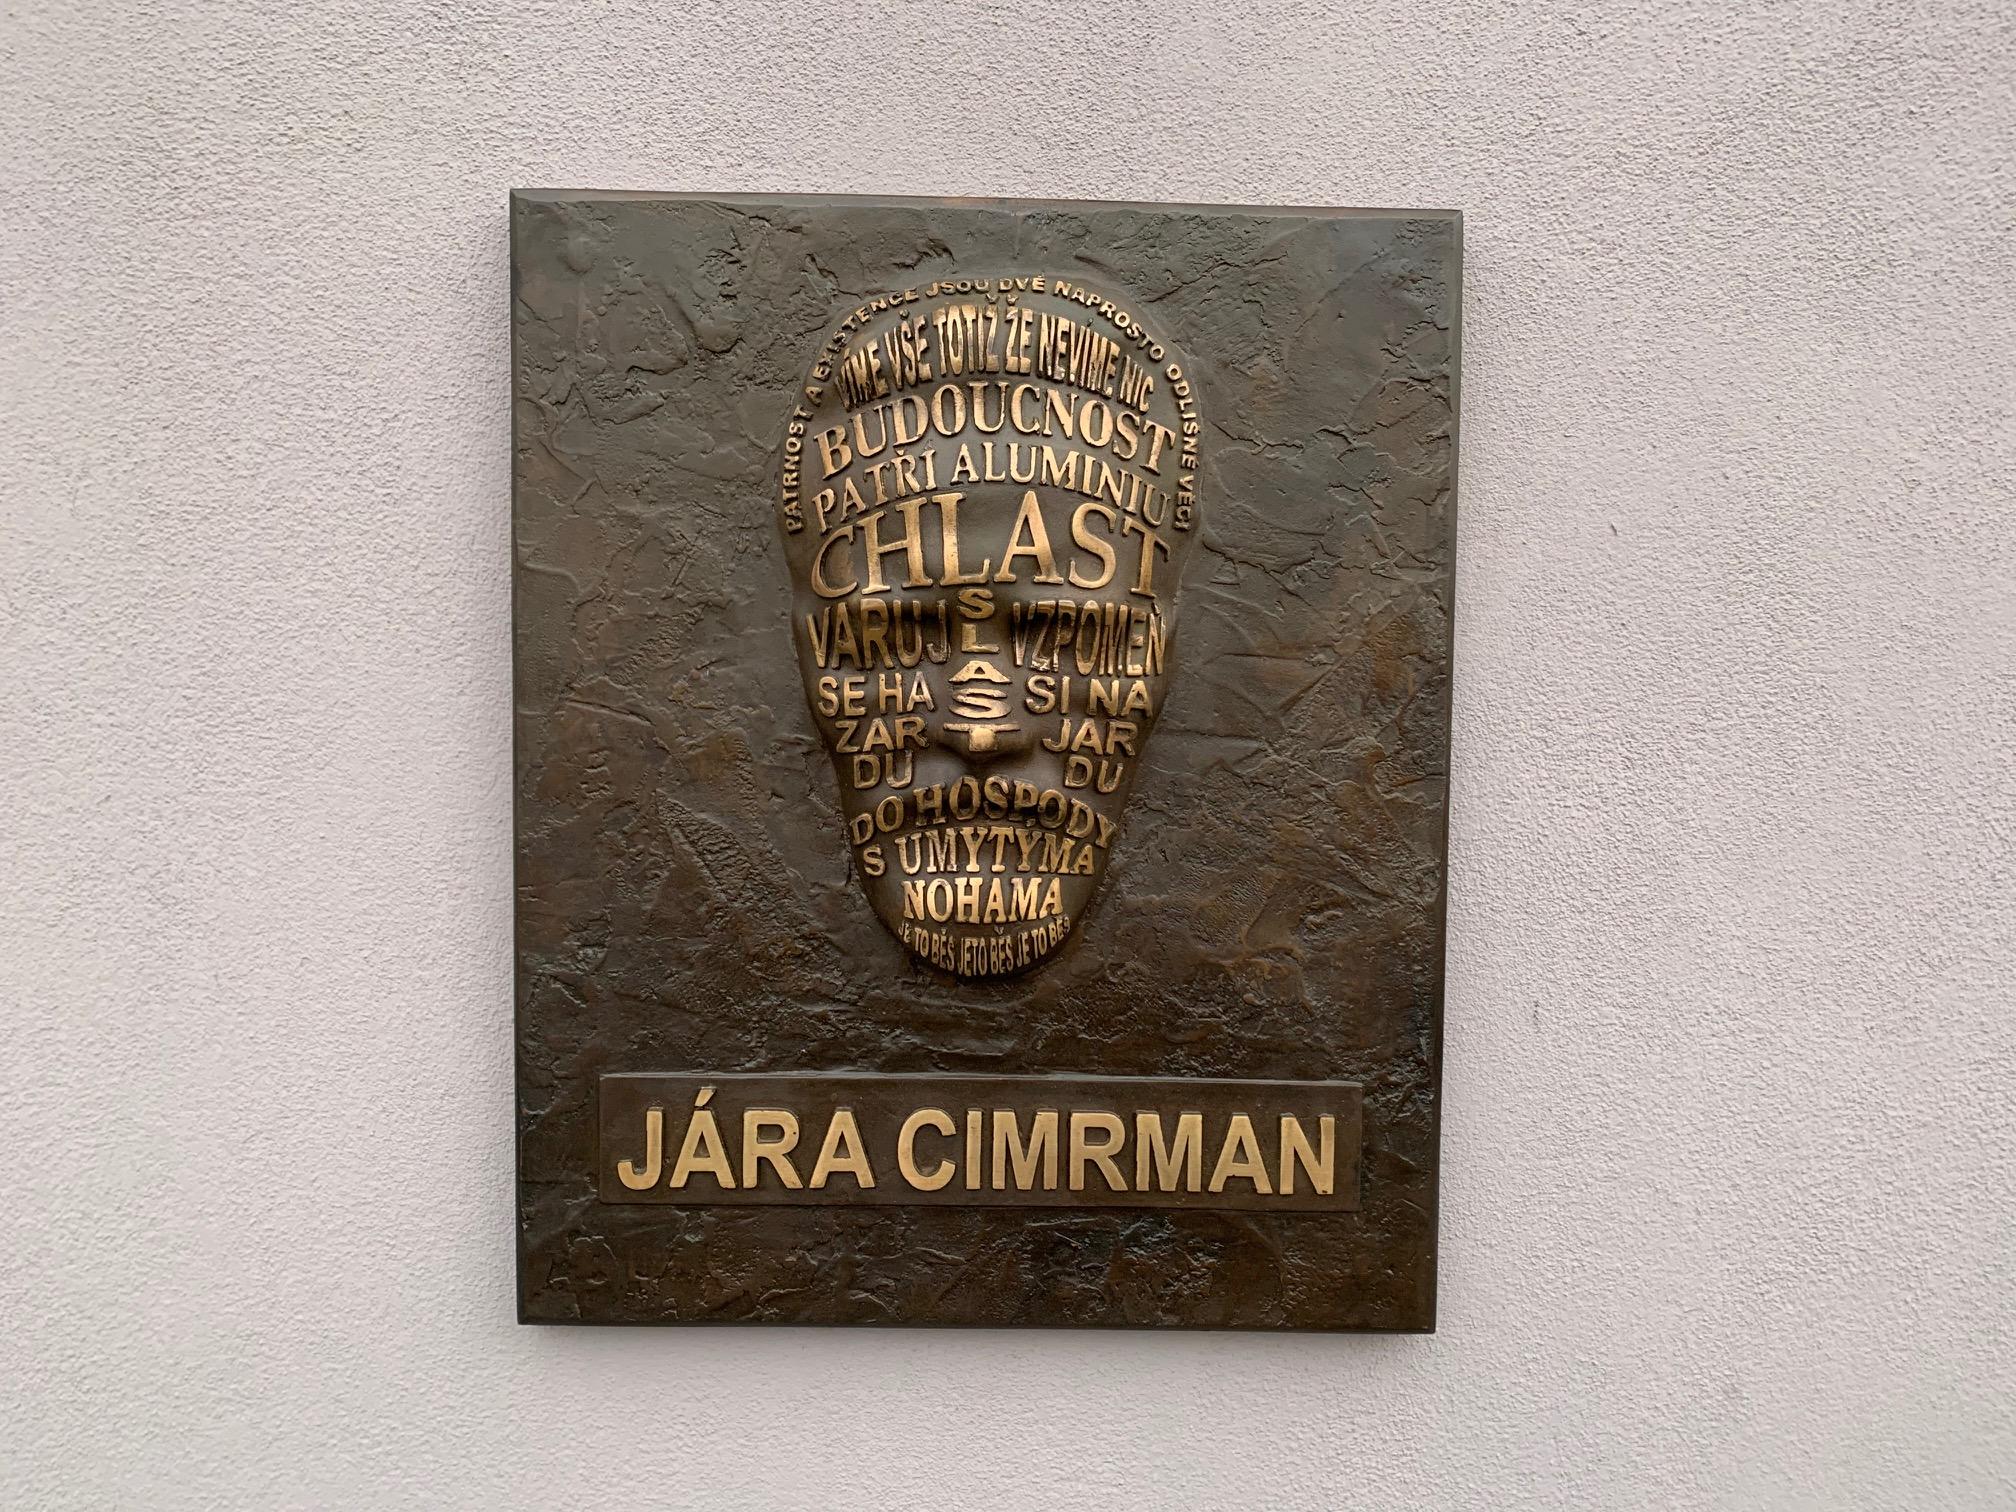 PATRNOST A EXISTENCE JSOU DVĚ NAPROSTO ODLIŠNÉ VĚCI
VÍME VŠE TOTIŽ ŽE NEVÍME NIC
BUDOUCNOST
PATŘÍ ALUMINIU
CHLAST
SLAST
VARUJ
SE HA
ZAR
DU
VZPOMEŇ
SI NA
JAR
DU
DO HOSPODY
S UMYTÝMA
NOHAMA
JE TO BĚS JE TO BĚS JE TO BĚS
JÁRA CIMRMAN